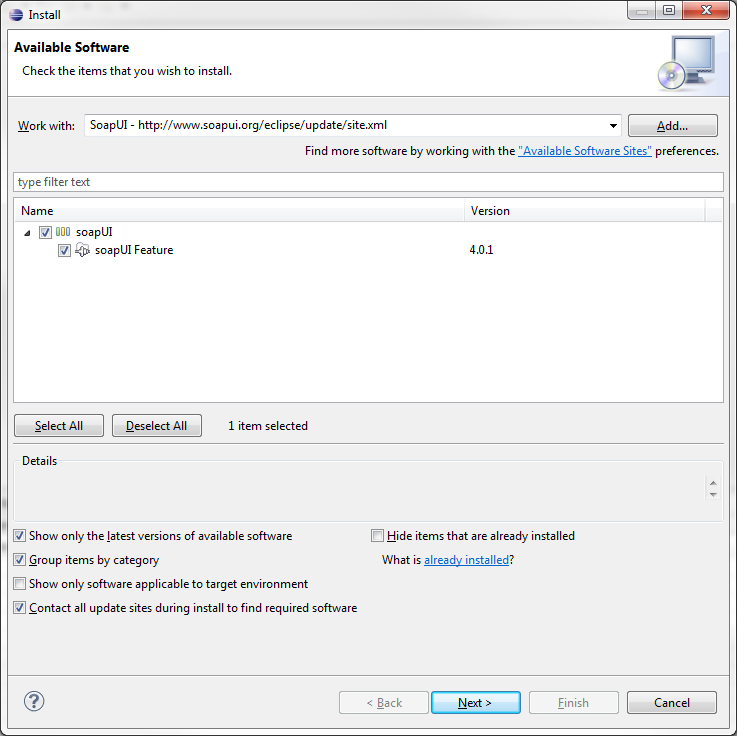 Install
Available Software
Check the items that you wish to install.
Work with: SoapUI - http://www.soapui.org/eclipse/update/site.xml Add...
Find more software by working with the "Available Software Sites" preferences.
type filter text
Name Version
soapUI
soapUI Feature 4.0.1
Select All Deselect All 1 item selected
Details
Show only the latest versions of available software Hide items that are already installed
Group items by category What is already installed?
Show only software applicable to target environment
Contact all update sites during install to find required software
? < Back Next > Finish Cancel